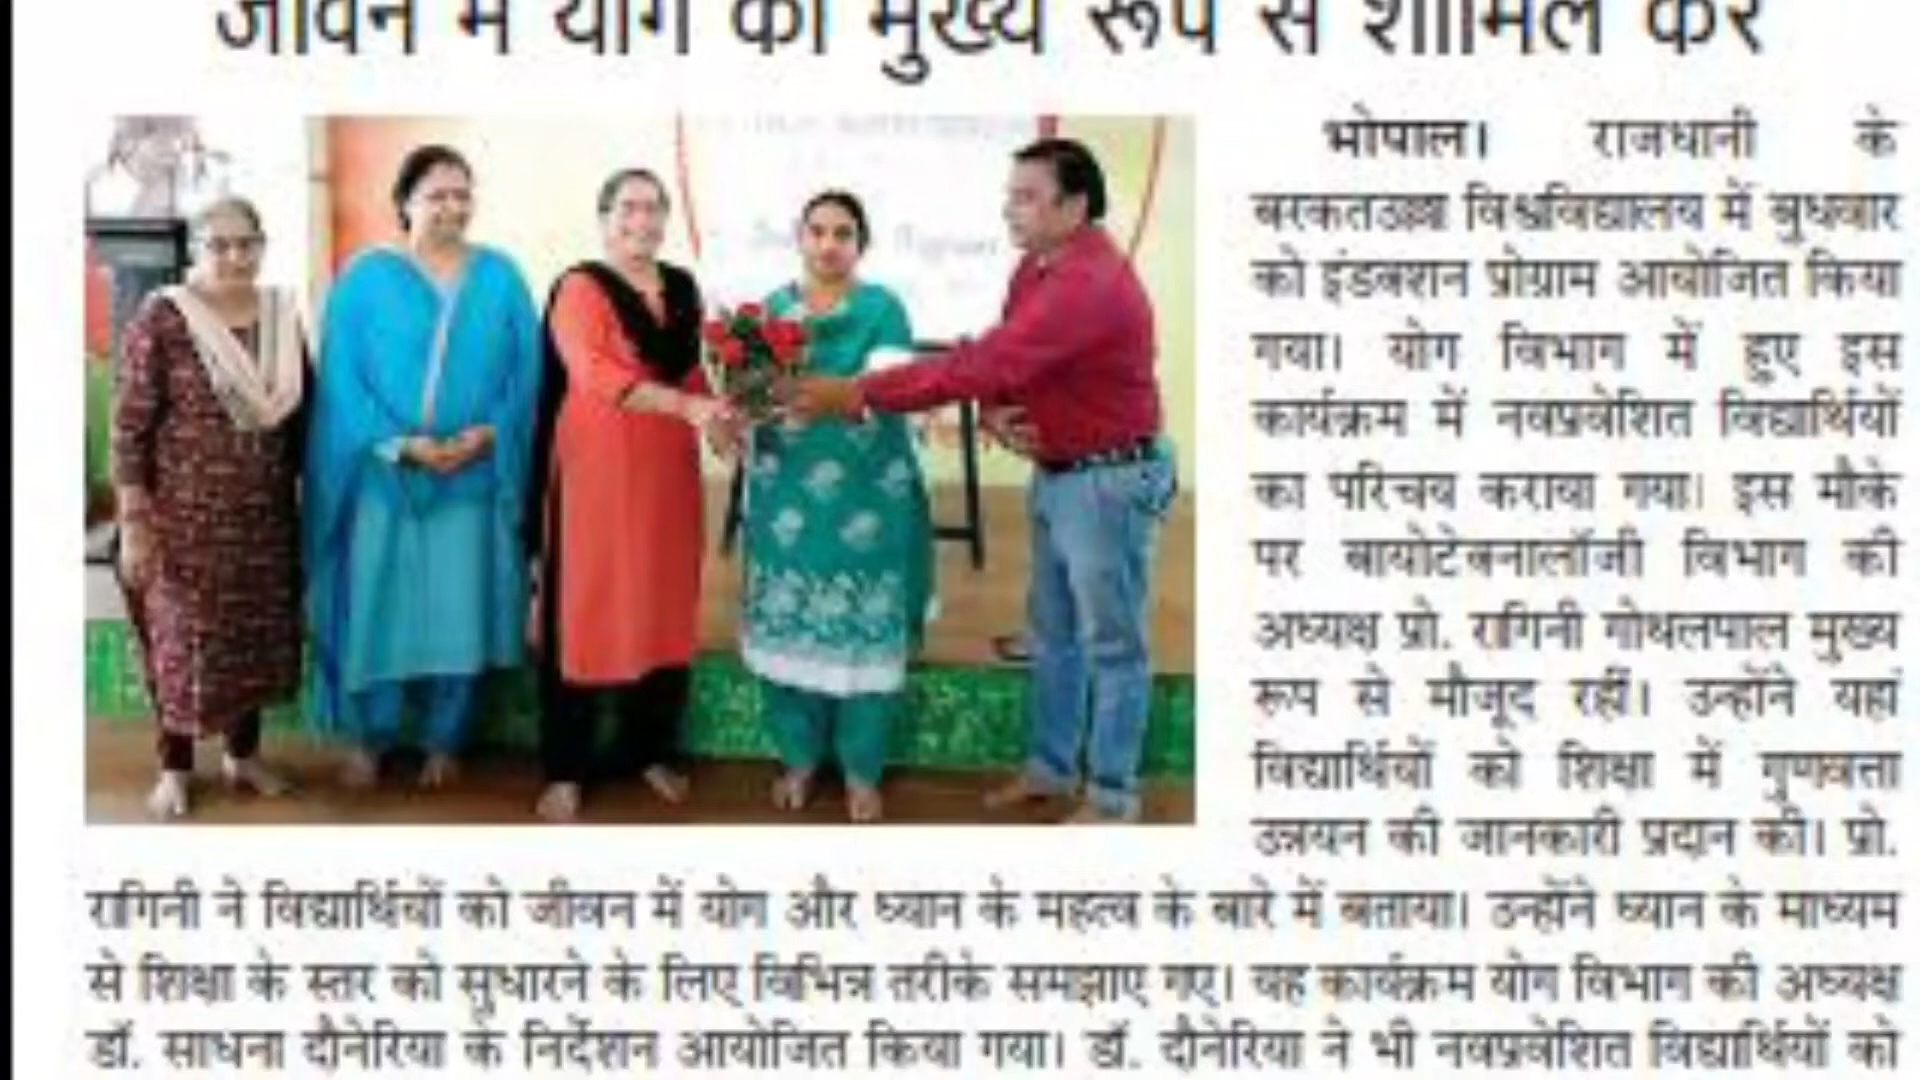 जीवन में योग को मुख्य रूप से शामिल करें
भोपाल। राजधानी के
बरकतउल्ला विश्वविद्यालय में बुधवार
को इंडक्शन प्रोग्राम आयोजित किया
गया। योग विभाग में हुए इस
कार्यक्रम में नवप्रवेशित विद्यार्थियों
का परिचय कराया गया। इस मौके
पर बायोटेक्नालॉजी विभाग की
अध्यक्ष प्रो. रागिनी गोथलपाल मुख्य
रूप से मौजूद रहीं। उन्होंने यहां
विद्यार्थियों को शिक्षा में गुणवत्ता
उन्नयन की जानकारी प्रदान की। प्रो.
रागिनी ने विद्यार्थियों को जीवन में योग और ध्यान के महत्व के बारे में बताया। उन्होंने ध्यान के माध्यम
से शिक्षा के स्तर को सुधारने के लिए विभिन्न तरीके समझाए गए। यह कार्यक्रम योग विभाग की अध्यक्ष
डॉ. साधना दौनेरिया के निर्देशन आयोजित किया गया। डॉ. दौनेरिया ने भी नवप्रवेशित विद्यार्थियों को